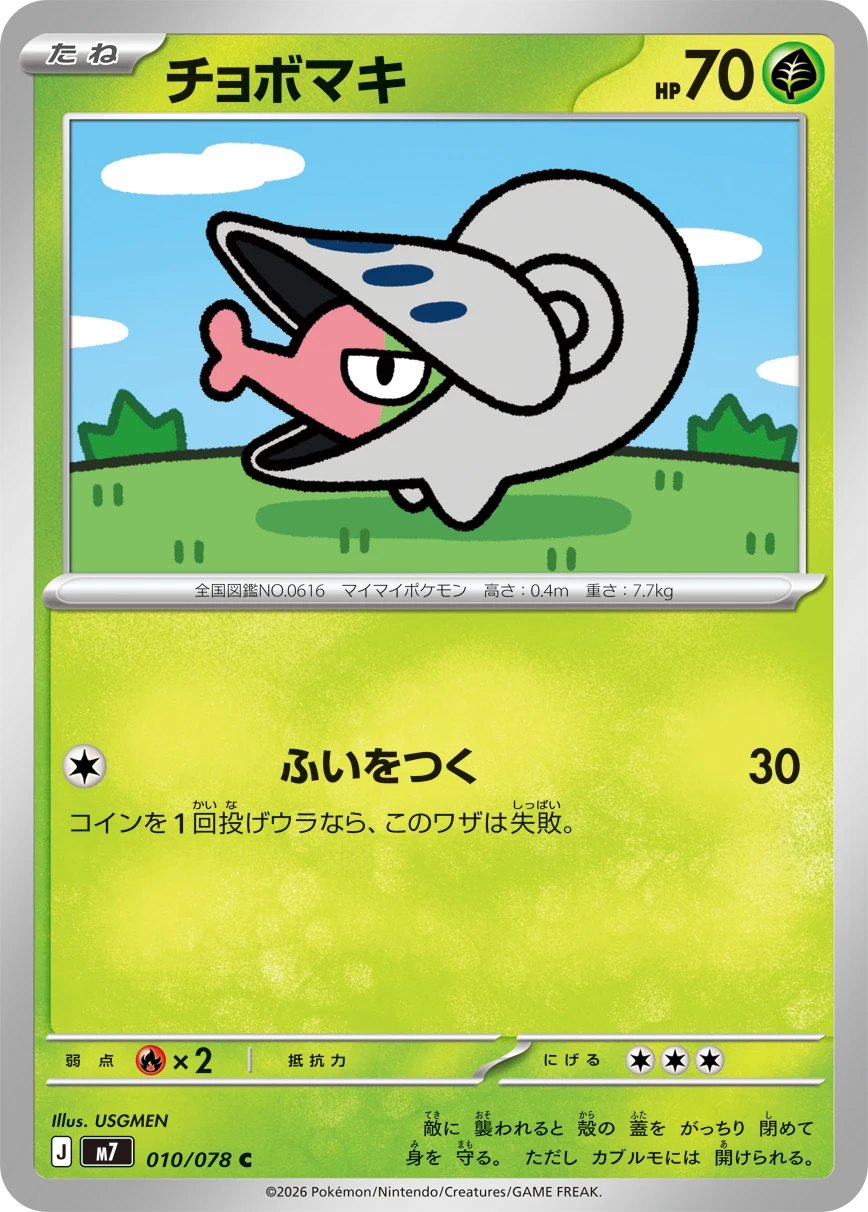 たね チョボマキ HP70
全国図鑑NO.0616 マイマイポケモン 高さ:0.4m 重さ:7.7kg
ふいをつく 30
コインを1回投げウラなら、このワザは失敗。
弱点 ×2 抵抗力 にげる
Illus. USGMEN
敵に 襲われると 殻の 蓋を がっちり 閉めて
身を 守る。 ただし カブルモには 開けられる。
J m7 010/078 C
©2026 Pokémon/Nintendo/Creatures/GAME FREAK.